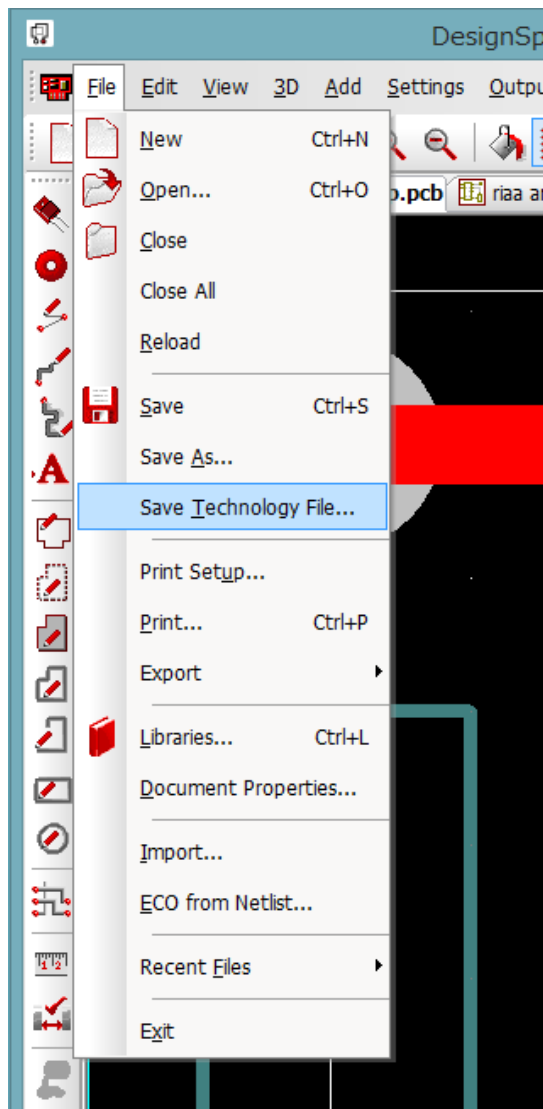 DesignSp
File Edit View 3D Add Settings Outpu
New Ctrl+N
Open... Ctrl+O
b.pcb riaa an
Close
Close All
Reload
Save Ctrl+S
Save As...
Save Technology File...
Print Setup...
Print... Ctrl+P
Export
Libraries... Ctrl+L
Document Properties...
Import...
ECO from Netlist...
Recent Files
Exit